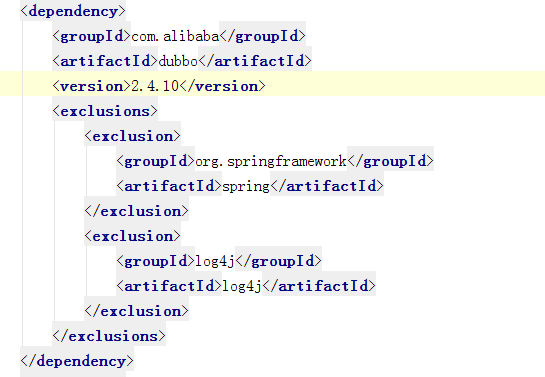 <dependency>
<groupId>com.alibaba</groupId>
<artifactId>dubbo</artifactId>
<version>2.4.10</version>
<exclusions>
<exclusion>
<groupId>org.springframework</groupId>
<artifactId>spring</artifactId>
</exclusion>
<exclusion>
<groupId>log4j</groupId>
<artifactId>log4j</artifactId>
</exclusion>
</exclusions>
</dependency>